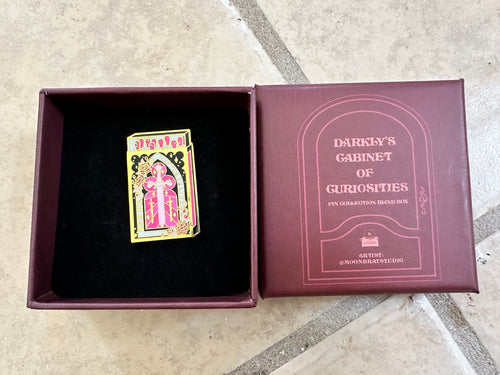 DARKLY'S
CABINET
OF
CURIOSITIES
PIN COLLECTION BLIND BOX
ARTIST:
@MOONBRATSTUDIO